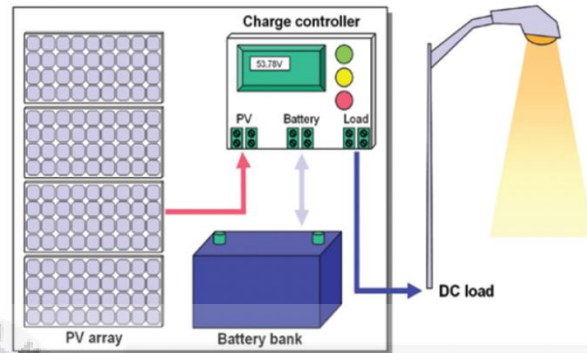 Charge controller
53,78V
PV Battery Load
DC load
PV array
Battery bank